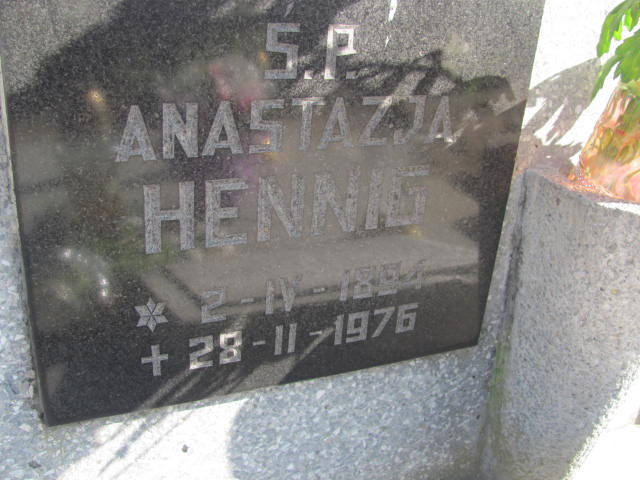 Ś.P.
ANASTAZJA
HENNIG
* 2-IV-1894
+ 28-II-1976